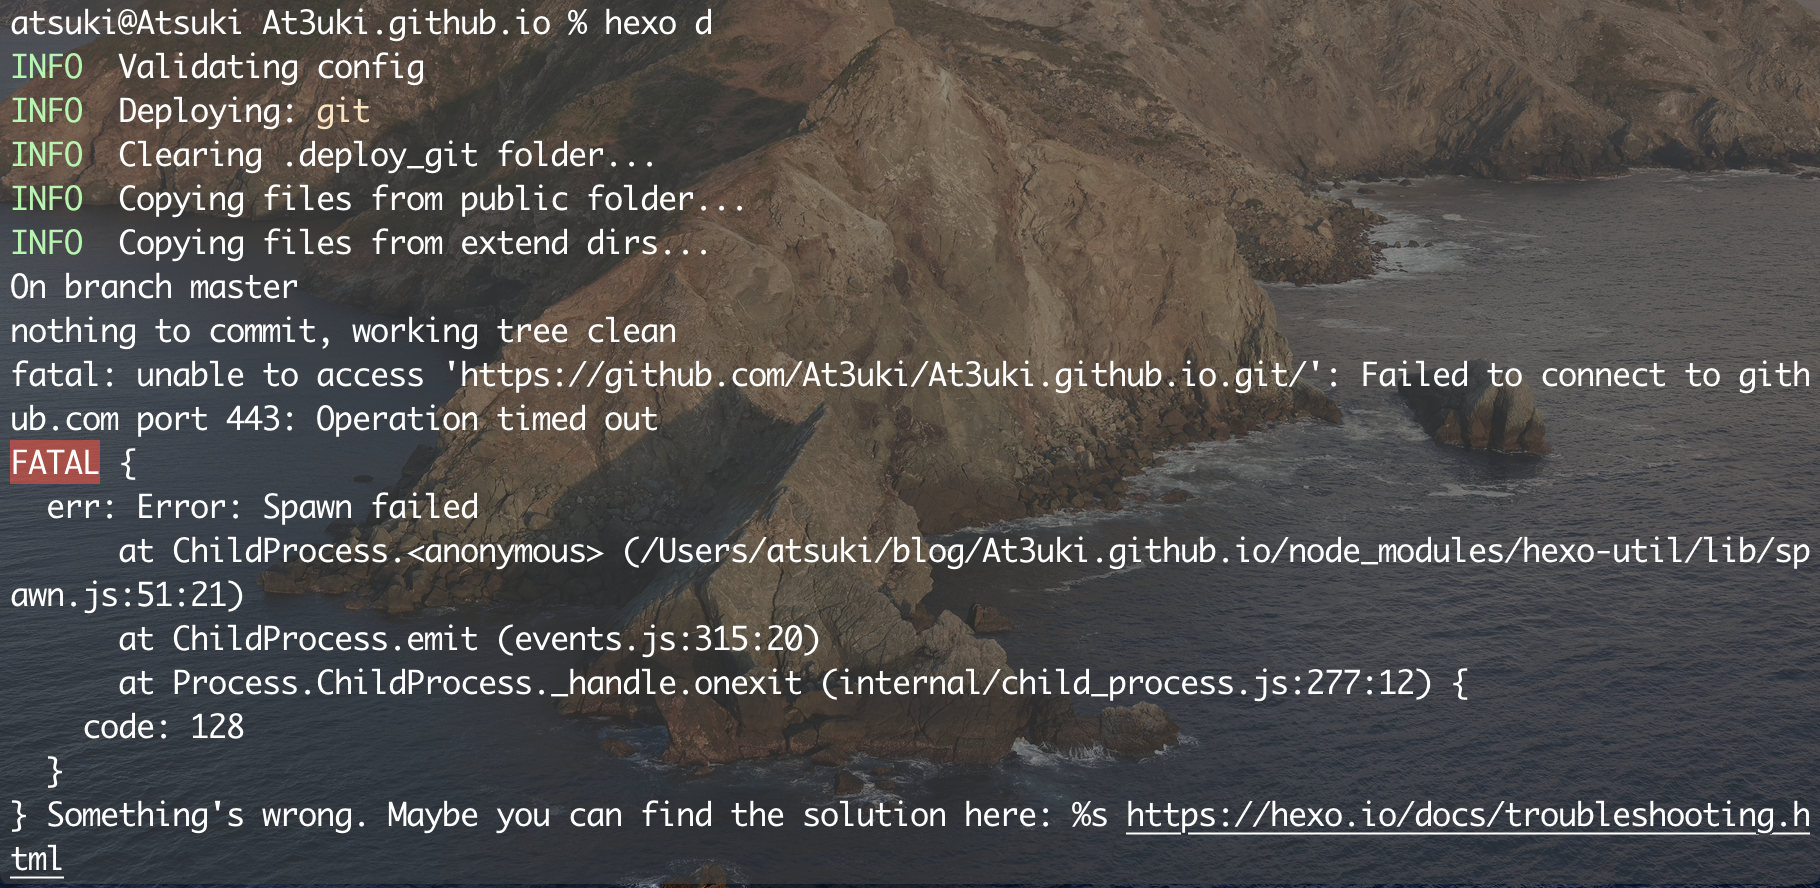 atsuki@Atsuki At3uki.github.io % hexo d
INFO  Validating config
INFO  Deploying: git
INFO  Clearing .deploy_git folder...
INFO  Copying files from public folder...
INFO  Copying files from extend dirs...
On branch master
nothing to commit, working tree clean
fatal: unable to access 'https://github.com/At3uki/At3uki.github.io.git/': Failed to connect to gith
ub.com port 443: Operation timed out
FATAL {
  err: Error: Spawn failed
      at ChildProcess.<anonymous> (/Users/atsuki/blog/At3uki.github.io/node_modules/hexo-util/lib/sp
awn.js:51:21)
      at ChildProcess.emit (events.js:315:20)
      at Process.ChildProcess._handle.onexit (internal/child_process.js:277:12) {
    code: 128
  }
} Something's wrong. Maybe you can find the solution here: %s https://hexo.io/docs/troubleshooting.h
tml